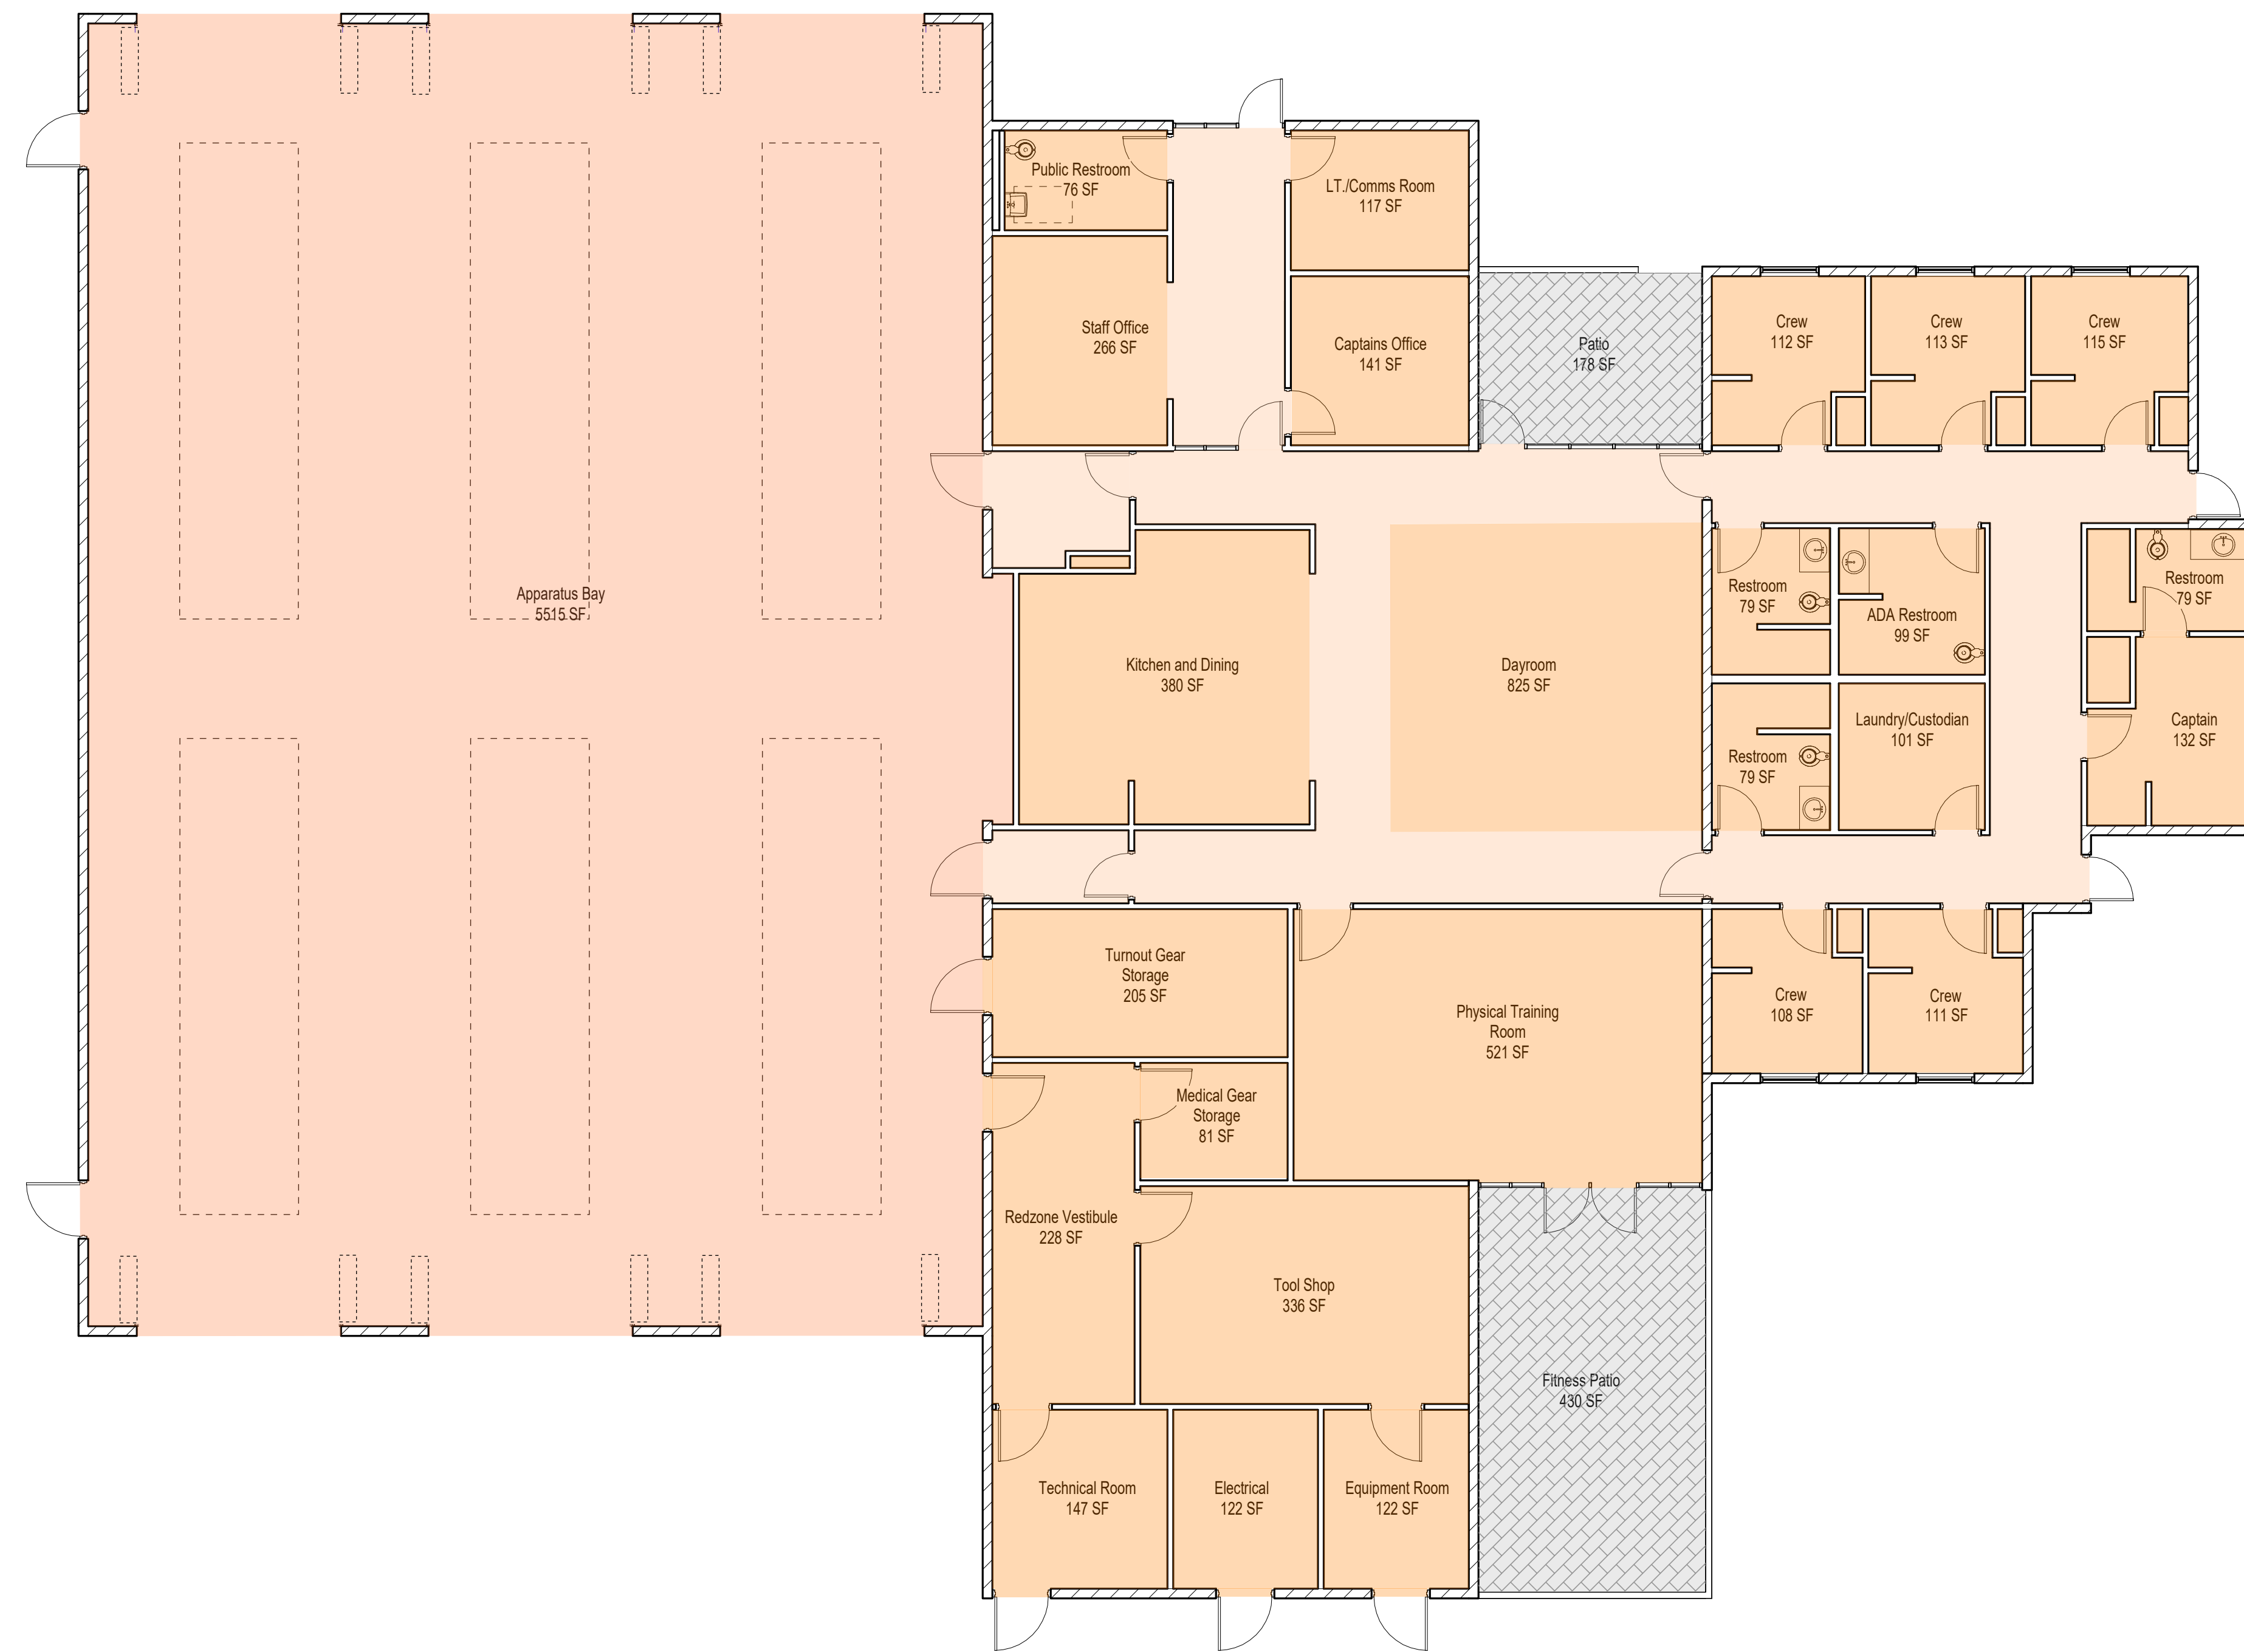 Public Restroom
76 SF
LT./Comms Room
117 SF
Staff Office
266 SF
Captains Office
141 SF
Patio
178 SF
Crew
112 SF
Crew
113 SF
Crew
115 SF
Apparatus Bay
5515 SF
Kitchen and Dining
380 SF
Dayroom
825 SF
Restroom
79 SF
ADA Restroom
99 SF
Restroom
79 SF
Restroom
79 SF
Laundry/Custodian
101 SF
Captain
132 SF
Turnout Gear
Storage
205 SF
Physical Training
Room
521 SF
Crew
108 SF
Crew
111 SF
Medical Gear
Storage
81 SF
Redzone Vestibule
228 SF
Tool Shop
336 SF
Fitness Patio
430 SF
Technical Room
147 SF
Electrical
122 SF
Equipment Room
122 SF